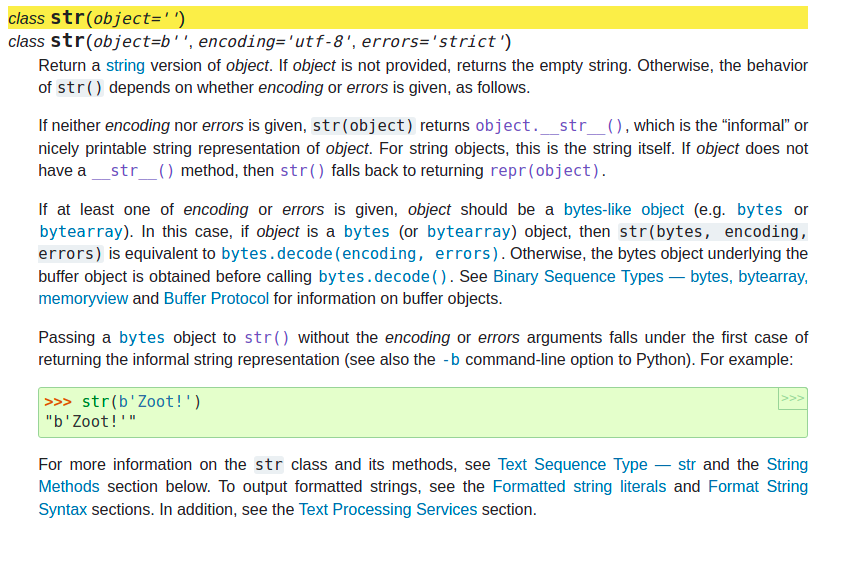 class str(object='')
class str(object=b'', encoding='utf-8', errors='strict')
Return a string version of object. If object is not provided, returns the empty string. Otherwise, the behavior
of str() depends on whether encoding or errors is given, as follows.
If neither encoding nor errors is given, str(object) returns object.__str__(), which is the “informal” or
nicely printable string representation of object. For string objects, this is the string itself. If object does not
have a __str__() method, then str() falls back to returning repr(object).
If at least one of encoding or errors is given, object should be a bytes-like object (e.g. bytes or
bytearray). In this case, if object is a bytes (or bytearray) object, then str(bytes, encoding,
errors) is equivalent to bytes.decode(encoding, errors). Otherwise, the bytes object underlying the
buffer object is obtained before calling bytes.decode(). See Binary Sequence Types — bytes, bytearray,
memoryview and Buffer Protocol for information on buffer objects.
Passing a bytes object to str() without the encoding or errors arguments falls under the first case of
returning the informal string representation (see also the -b command-line option to Python). For example:
>>> str(b'Zoot!')
>>>
"b'Zoot!'"
For more information on the str class and its methods, see Text Sequence Type — str and the String
Methods section below. To output formatted strings, see the Formatted string literals and Format String
Syntax sections. In addition, see the Text Processing Services section.